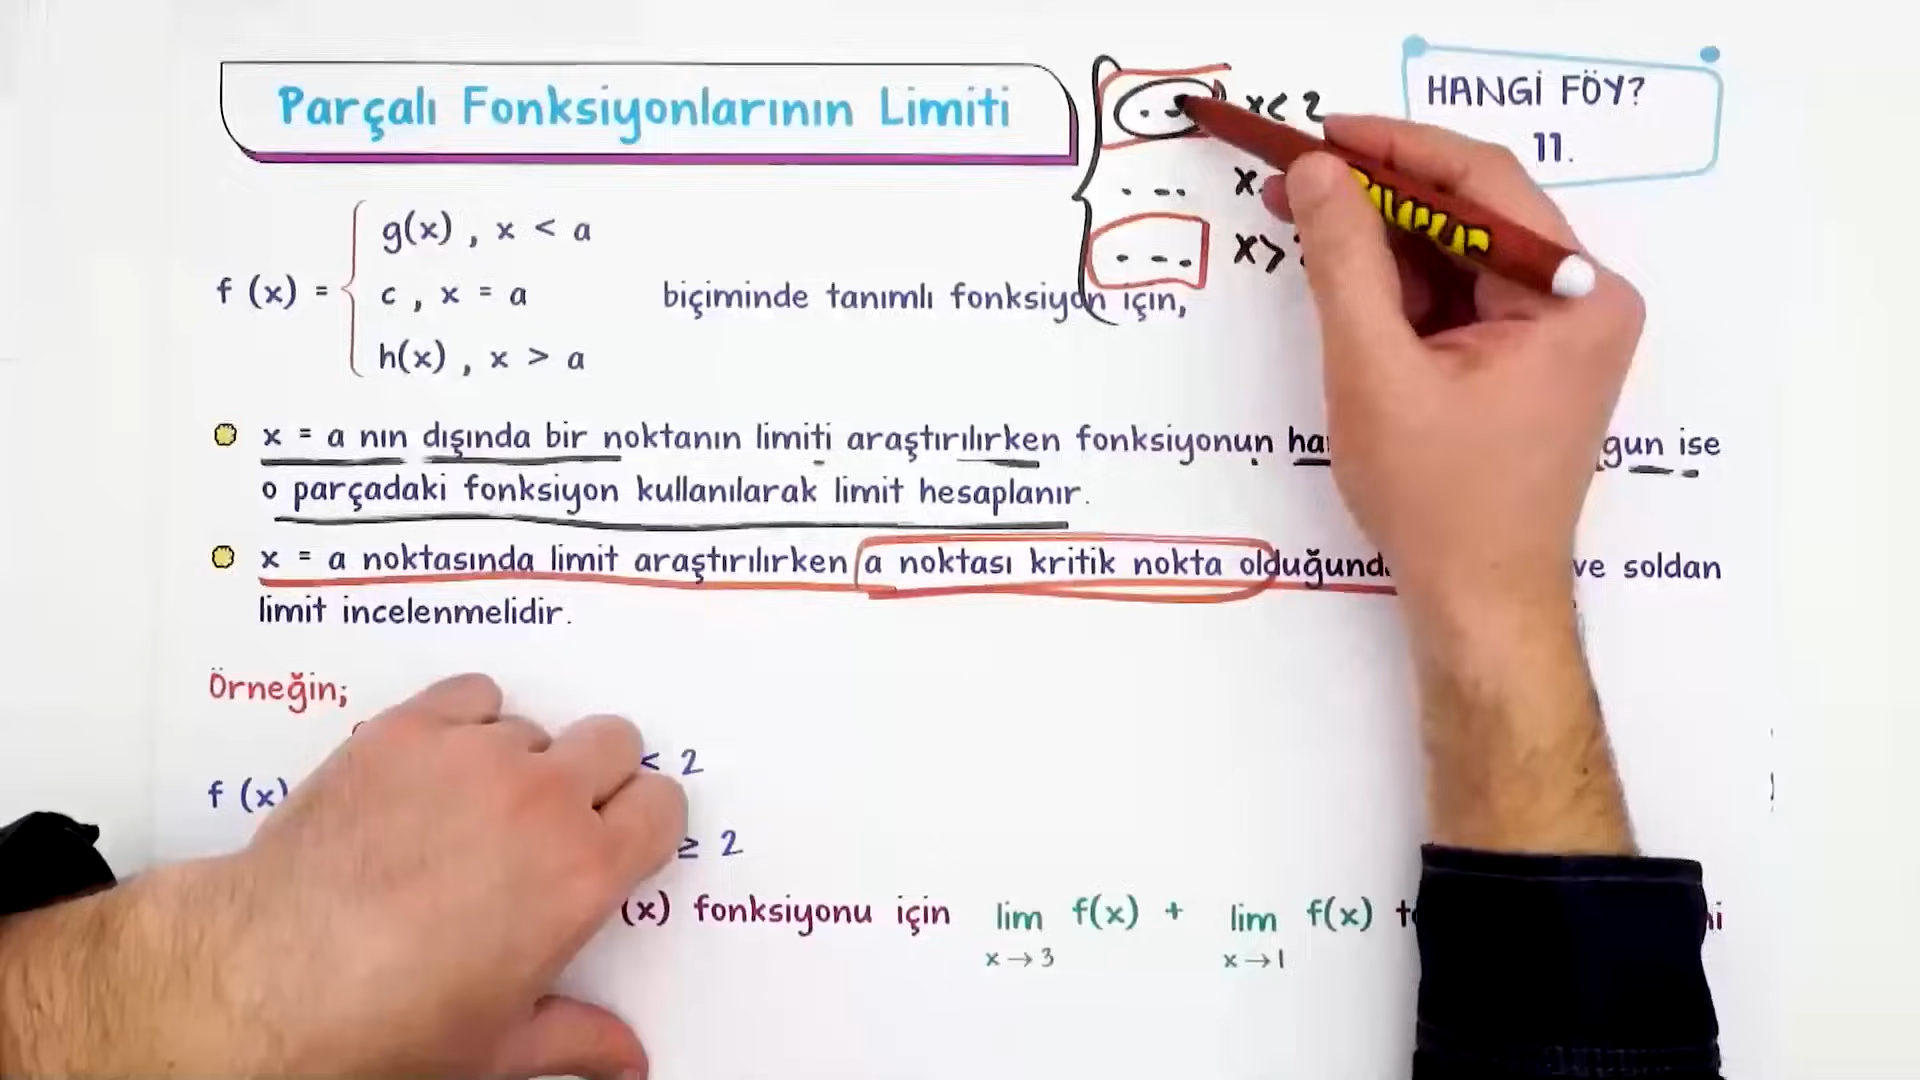 Parçalı Fonksiyonlarının Limiti
HANGİ FÖY?
11.
x < 2
x
x >
f (x) =
g(x) , x < a
c , x = a
h(x) , x > a
biçiminde tanımlı fonksiyon için,
x = a nın dışında bir noktanın limiti araştırılırken fonksiyonun ise
o parçadaki fonksiyon kullanılarak limit hesaplanır.
x = a noktasında limit araştırılırken a noktası kritik nokta ve soldan
limit incelenmelidir.
Örneğin;
< 2
f (x)
≥ 2
(x) fonksiyonu için lim x→3 f(x) + lim x→1 f(x)